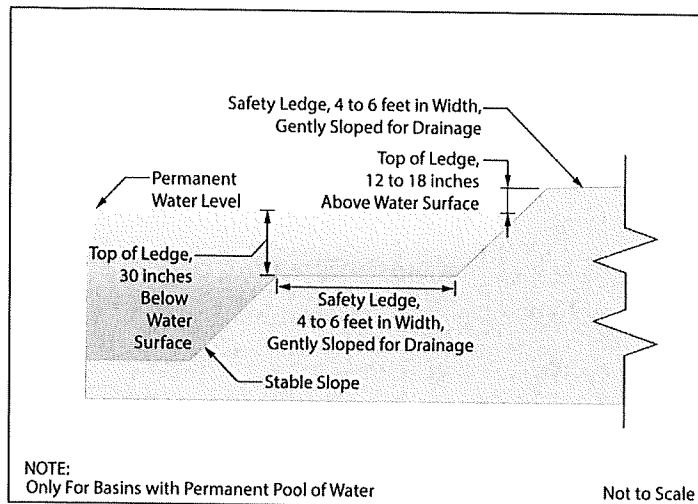 Safety Ledge, 4 to 6 feet in Width,
Gently Sloped for Drainage
Top of Ledge,
12 to 18 inches
Above Water Surface
Permanent
Water Level
Top of Ledge,
30 inches
Below
Water
Surface
Safety Ledge,
4 to 6 feet in Width,
Gently Sloped for Drainage
Stable Slope
NOTE:
Only For Basins with Permanent Pool of Water
Not to Scale